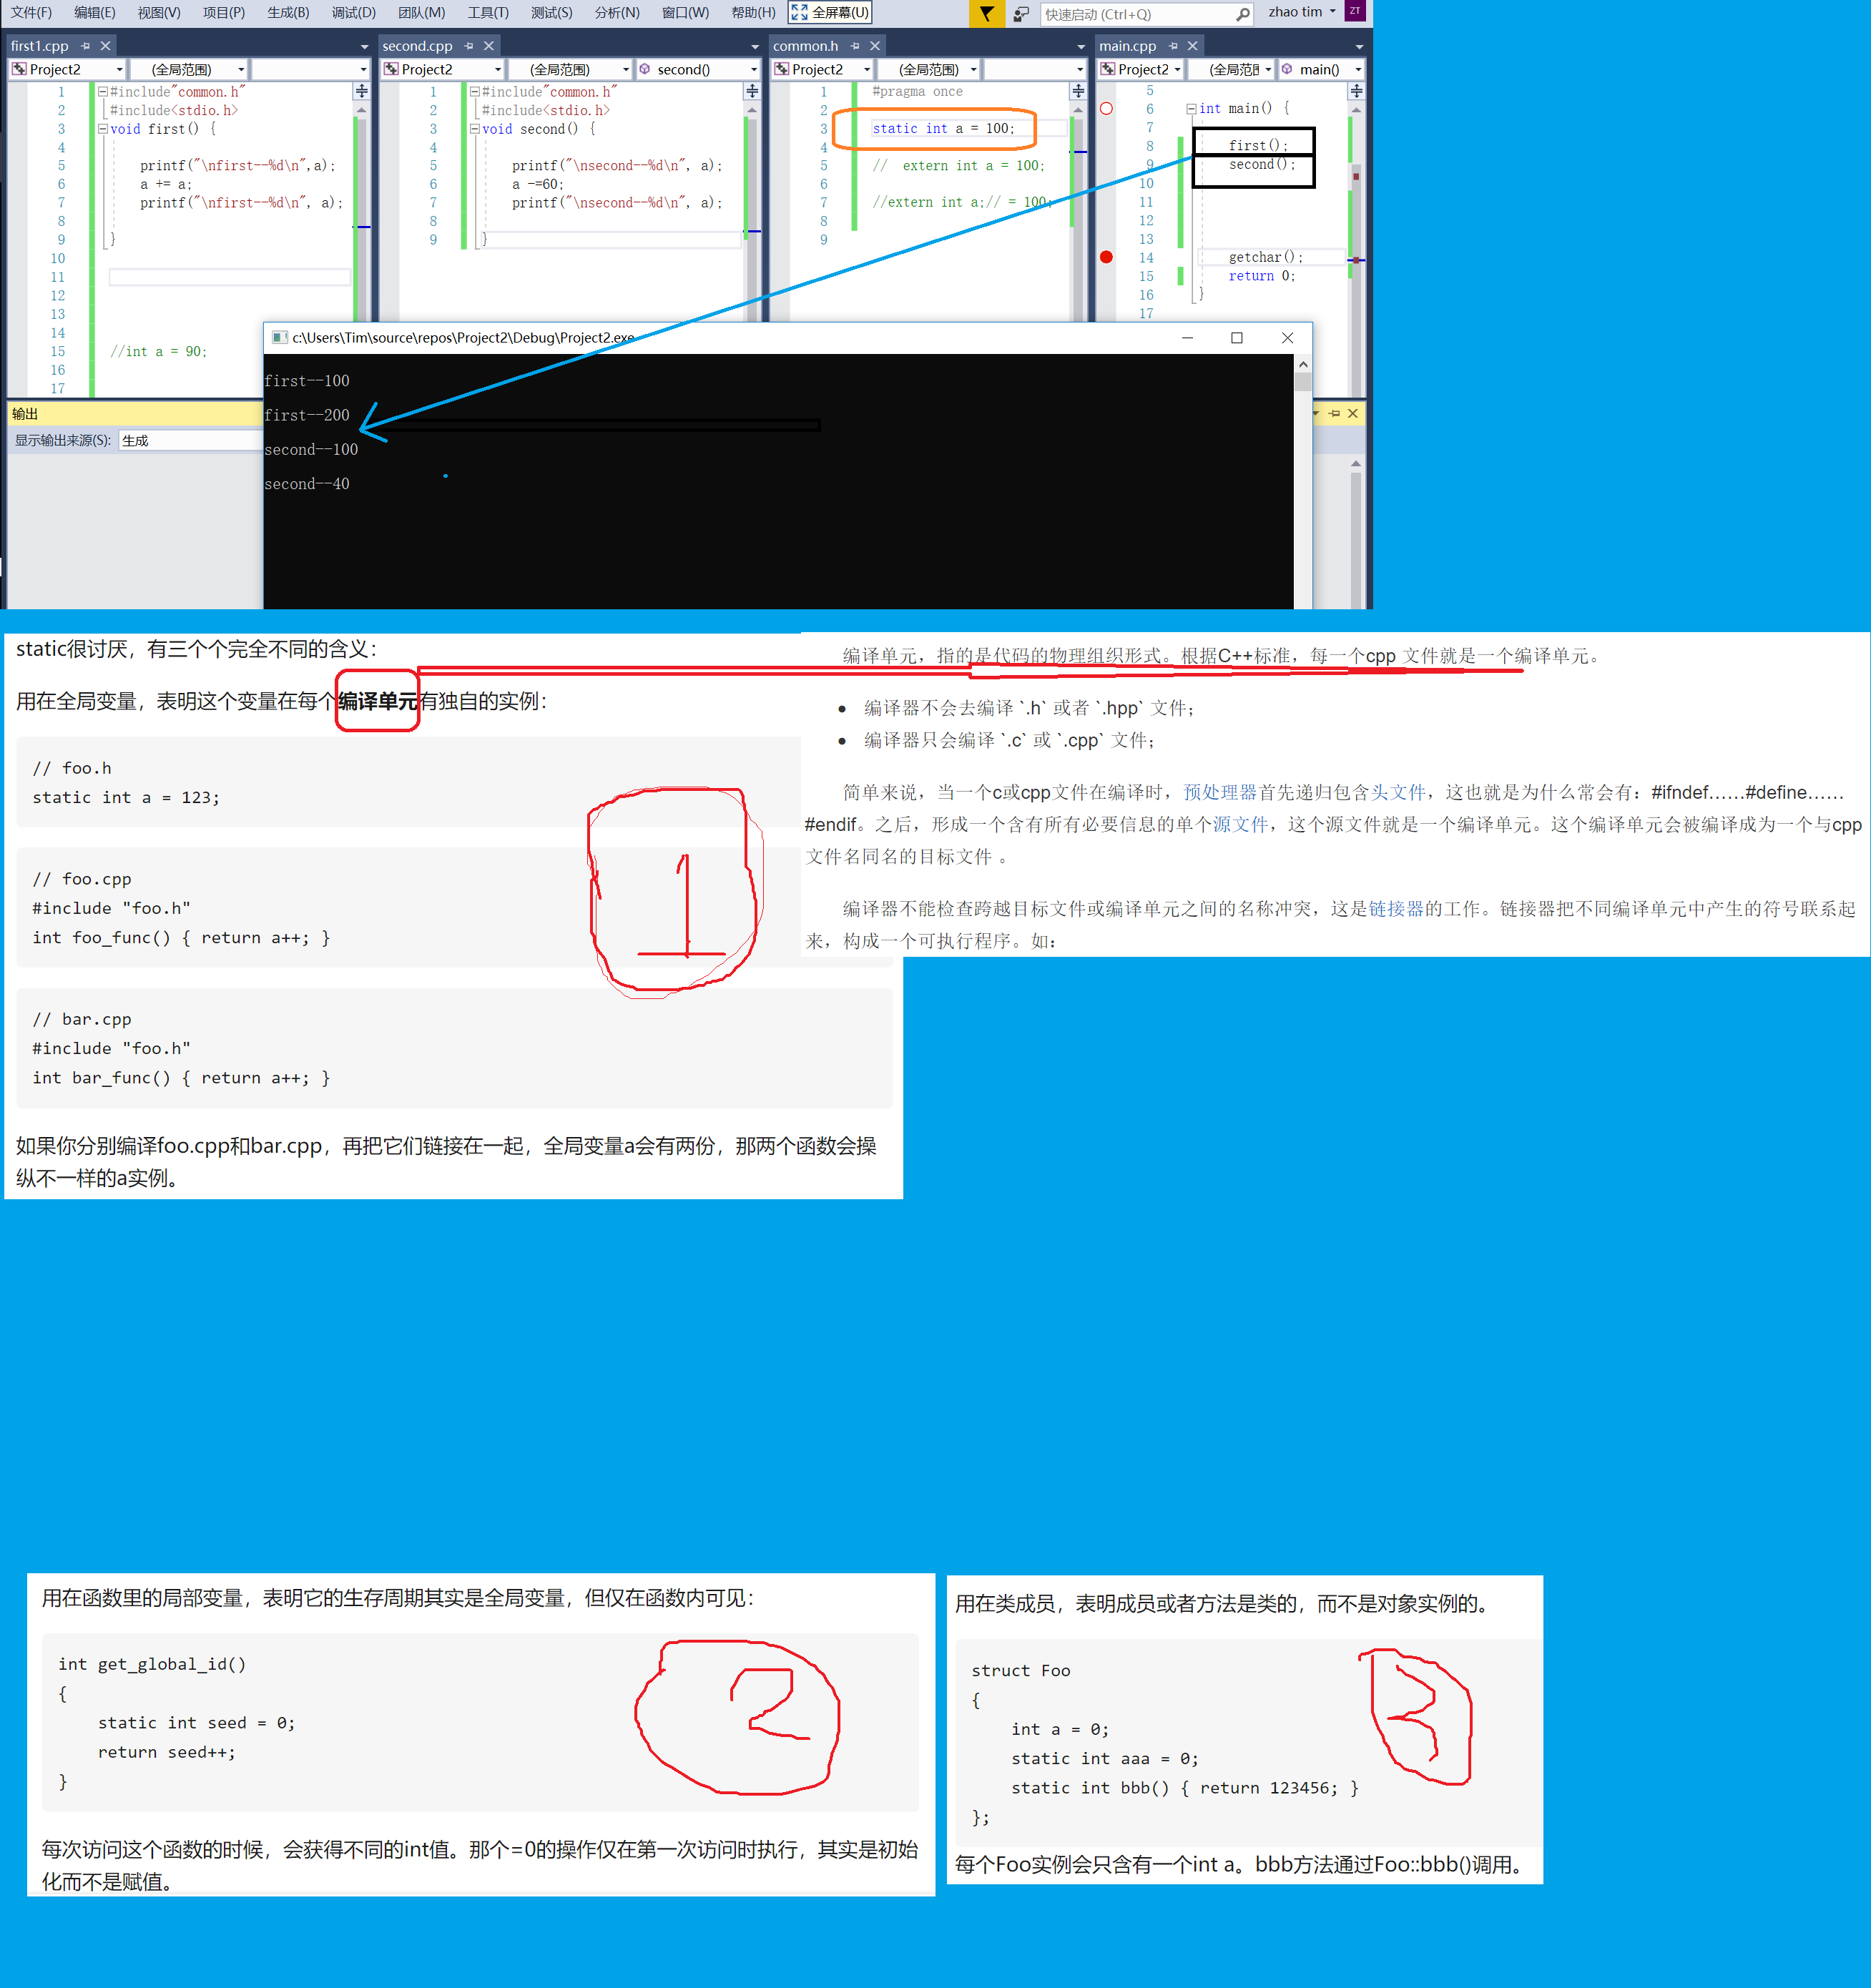 文件(F) 编辑(E) 视图(V) 项目(P) 生成(B) 调试(D) 团队(M) 工具(T) 测试(S) 分析(N) 窗口(W) 帮助(H) 全屏幕(U) 快速启动 (Ctrl+Q) zhao tim ZT
first1.cpp
Project2 (全局范围)
1 #include"common.h"
2 #include<stdio.h>
3 void first() {
4
5 printf("\nfirst--%d\n",a);
6 a += a;
7 printf("\nfirst--%d\n", a);
8
9 }
10
11
12
13
14
15 //int a = 90;
16
17
second.cpp
Project2 (全局范围) second()
1 #include"common.h"
2 #include<stdio.h>
3 void second() {
4
5 printf("\nsecond--%d\n", a);
6 a -=60;
7 printf("\nsecond--%d\n", a);
8
9 }
common.h
Project2 (全局范围)
1 #pragma once
2
3 static int a = 100;
4
5 // extern int a = 100;
6
7 //extern int a;// = 100;
8
9
main.cpp
Project2 (全局范围 main()
5
6 int main() {
7
8 first();
9 second();
10
11
12
13
14 getchar();
15 return 0;
16 }
17
c:\Users\Tim\source\repos\Project2\Debug\Project2.exe
first--100
first--200
second--100
second--40
输出
显示输出来源(S): 生成
static很讨厌，有三个个完全不同的含义：
用在全局变量，表明这个变量在每个编译单元有独自的实例：
// foo.h
static int a = 123;
// foo.cpp
#include "foo.h"
int foo_func() { return a++; }
1
// bar.cpp
#include "foo.h"
int bar_func() { return a++; }
如果你分别编译foo.cpp和bar.cpp，再把它们链接在一起，全局变量a会有两份，那两个函数会操
纵不一样的a实例。
编译单元，指的是代码的物理组织形式。根据C++标准，每一个cpp 文件就是一个编译单元。
● 编译器不会去编译 `.h` 或者 `.hpp` 文件；
● 编译器只会编译 `.c` 或 `.cpp` 文件；
简单来说，当一个c或cpp文件在编译时，预处理器首先递归包含头文件，这也就是为什么常会有：#ifndef……#define……
#endif。之后，形成一个含有所有必要信息的单个源文件，这个源文件就是一个编译单元。这个编译单元会被编译成为一个与cpp
文件名同名的目标文件 。
编译器不能检查跨越目标文件或编译单元之间的名称冲突，这是链接器的工作。链接器把不同编译单元中产生的符号联系起
来，构成一个可执行程序。如：
用在函数里的局部变量，表明它的生存周期其实是全局变量，但仅在函数内可见：
int get_global_id()
{
static int seed = 0;
return seed++;
}
2
每次访问这个函数的时候，会获得不同的int值。那个=0的操作仅在第一次访问时执行，其实是初始
化而不是赋值。
用在类成员，表明成员或者方法是类的，而不是对象实例的。
struct Foo
{
int a = 0;
static int aaa = 0;
static int bbb() { return 123456; }
};
3
每个Foo实例会只含有一个int a。bbb方法通过Foo::bbb()调用。